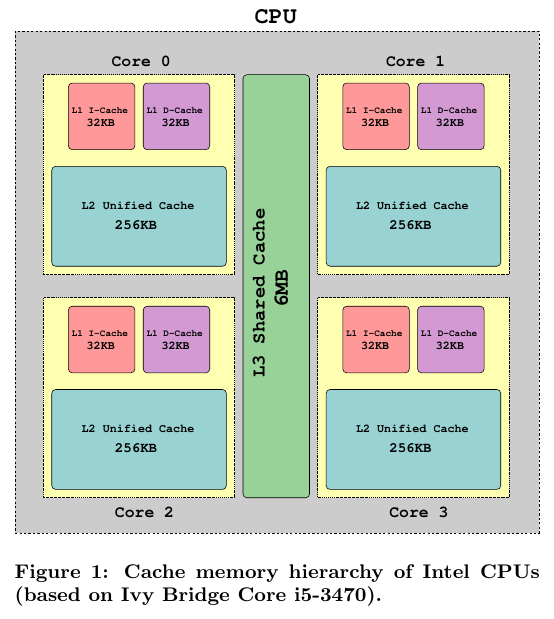 CPU
Core 0
Core 1
L1 I-Cache
32KB
L1 D-Cache
32KB
L2 Unified Cache
256KB
L1 I-Cache
32KB
L1 D-Cache
32KB
L2 Unified Cache
256KB
L3 Shared Cache
6MB
L1 I-Cache
32KB
L1 D-Cache
32KB
L2 Unified Cache
256KB
L1 I-Cache
32KB
L1 D-Cache
32KB
L2 Unified Cache
256KB
Core 2
Core 3
Figure 1: Cache memory hierarchy of Intel CPUs
(based on Ivy Bridge Core i5-3470).